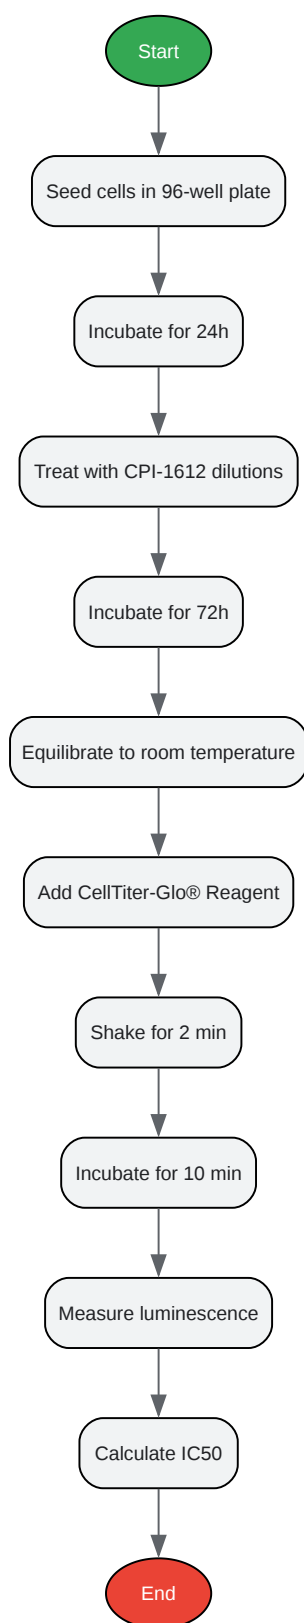 Start
Seed cells in 96-well plate
Incubate for 24h
Treat with CPI-1612 dilutions
Incubate for 72h
Equilibrate to room temperature
Add CellTiter-Glo® Reagent
Shake for 2 min
Incubate for 10 min
Measure luminescence
Calculate IC50
End